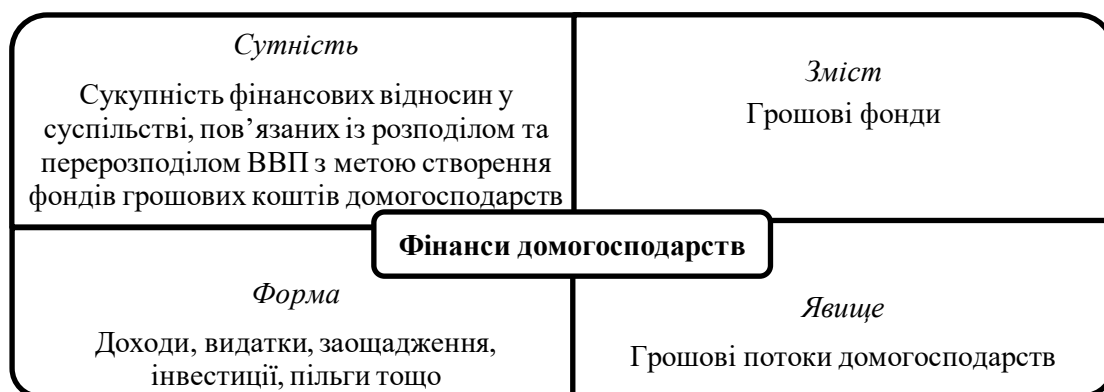 Сутність
Сукупність фінансових відносин у
суспільстві, пов’язаних із розподілом та
перерозподілом ВВП з метою створення
фондів грошових коштів домогосподарств
Зміст
Грошові фонди
Фінанси домогосподарств
Форма
Доходи, видатки, заощадження,
інвестиції, пільги тощо
Явище
Грошові потоки домогосподарств